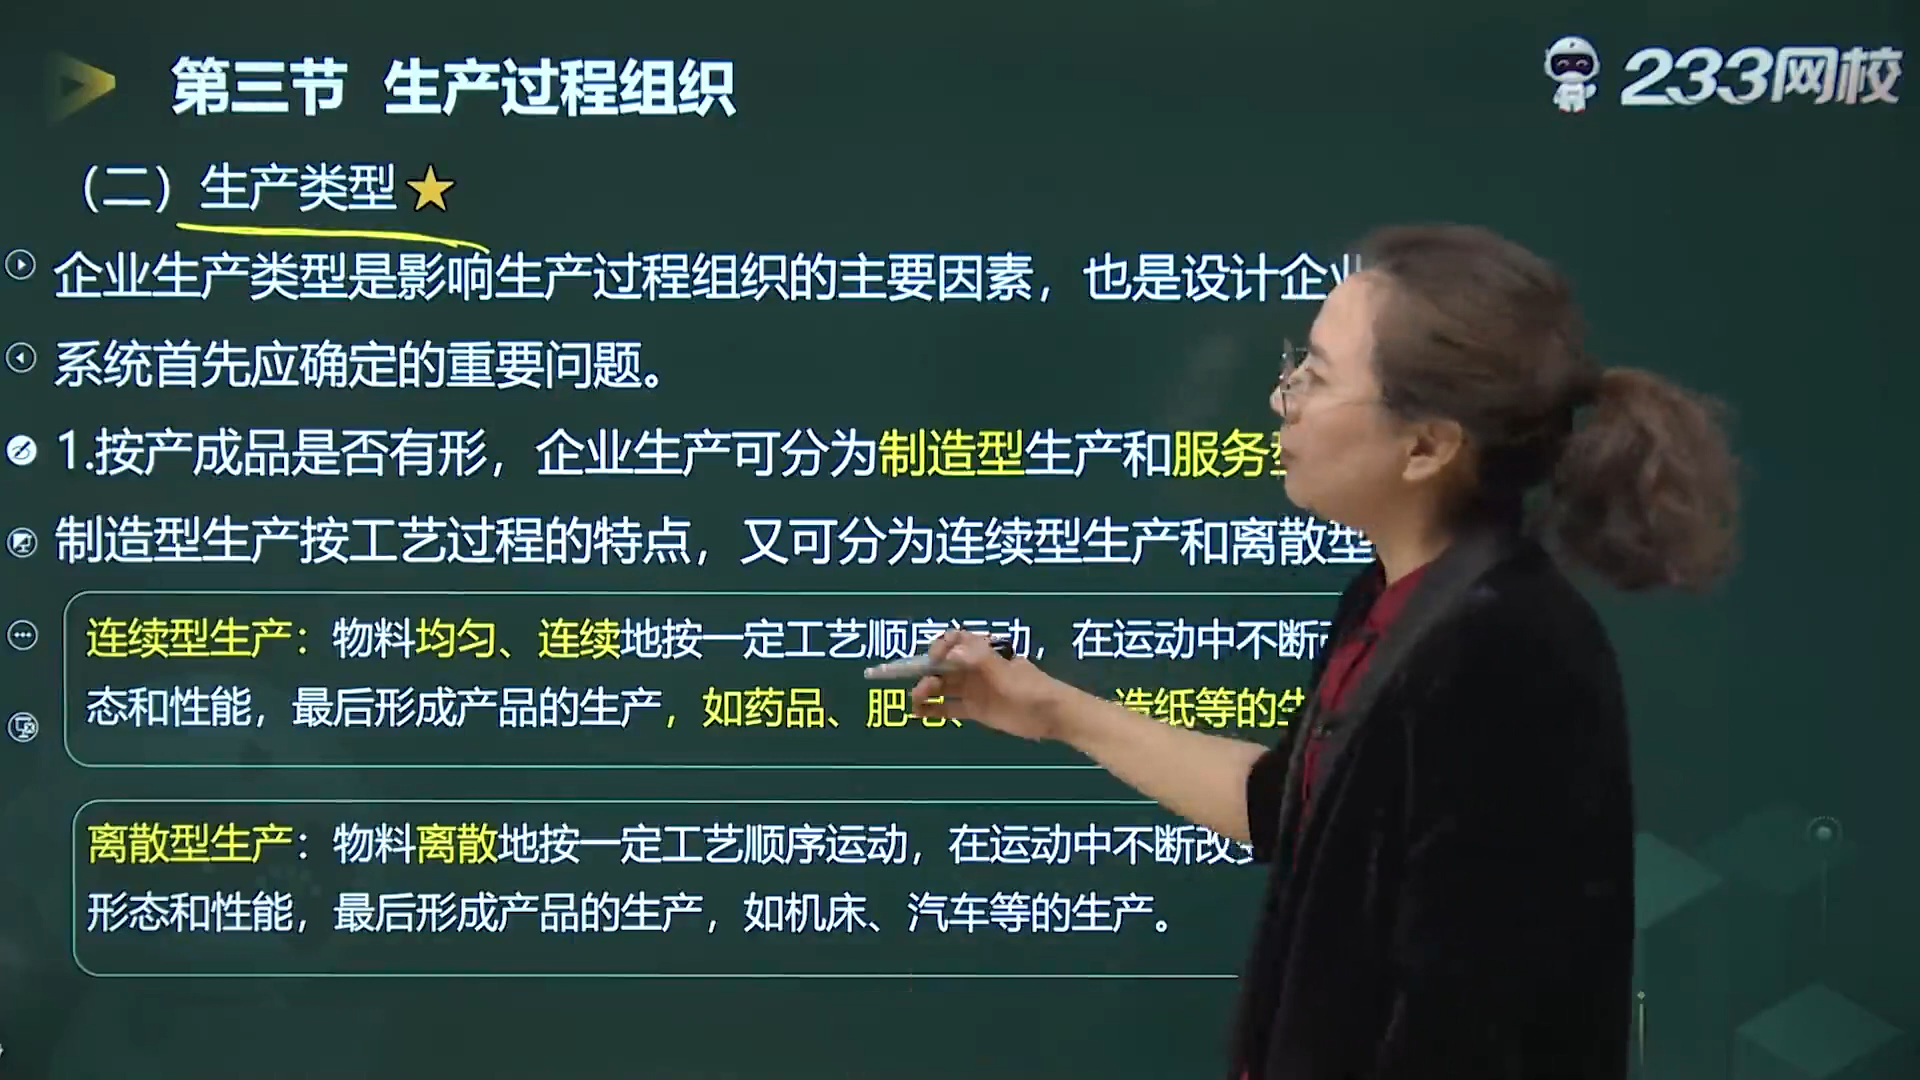 第三节 生产过程组织
233网校
（二）生产类型
企业生产类型是影响生产过程组织的主要因素，也是设计企业
系统首先应确定的重要问题。
1.按产成品是否有形，企业生产可分为制造型生产和服务型
制造型生产按工艺过程的特点，又可分为连续型生产和离散型
连续型生产：物料均匀、连续地按一定工艺顺序运动，在运动中不断
态和性能，最后形成产品的生产，如药品、肥 造纸等的生
离散型生产：物料离散地按一定工艺顺序运动，在运动中不断改
形态和性能，最后形成产品的生产，如机床、汽车等的生产。